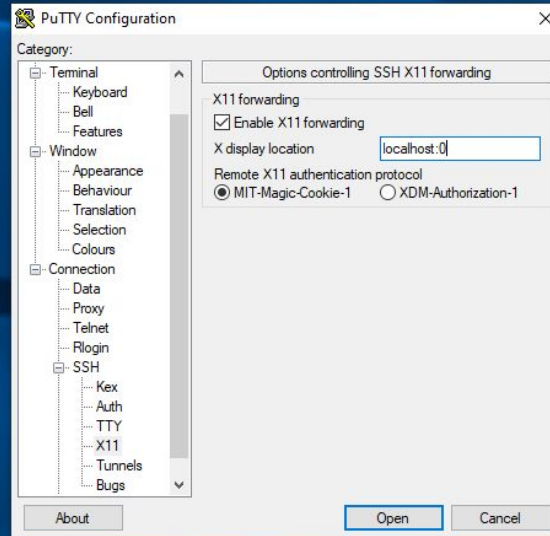 PuTTY Configuration
Category:
Terminal
Keyboard
Bell
Features
Window
Appearance
Behaviour
Translation
Selection
Colours
Connection
Data
Proxy
Telnet
Rlogin
SSH
Kex
Auth
TTY
X11
Tunnels
Bugs
Options controlling SSH X11 forwarding
X11 forwarding
Enable X11 forwarding
X display location localhost:0
Remote X11 authentication protocol
MIT-Magic-Cookie-1 XDM-Authorization-1
About Open Cancel